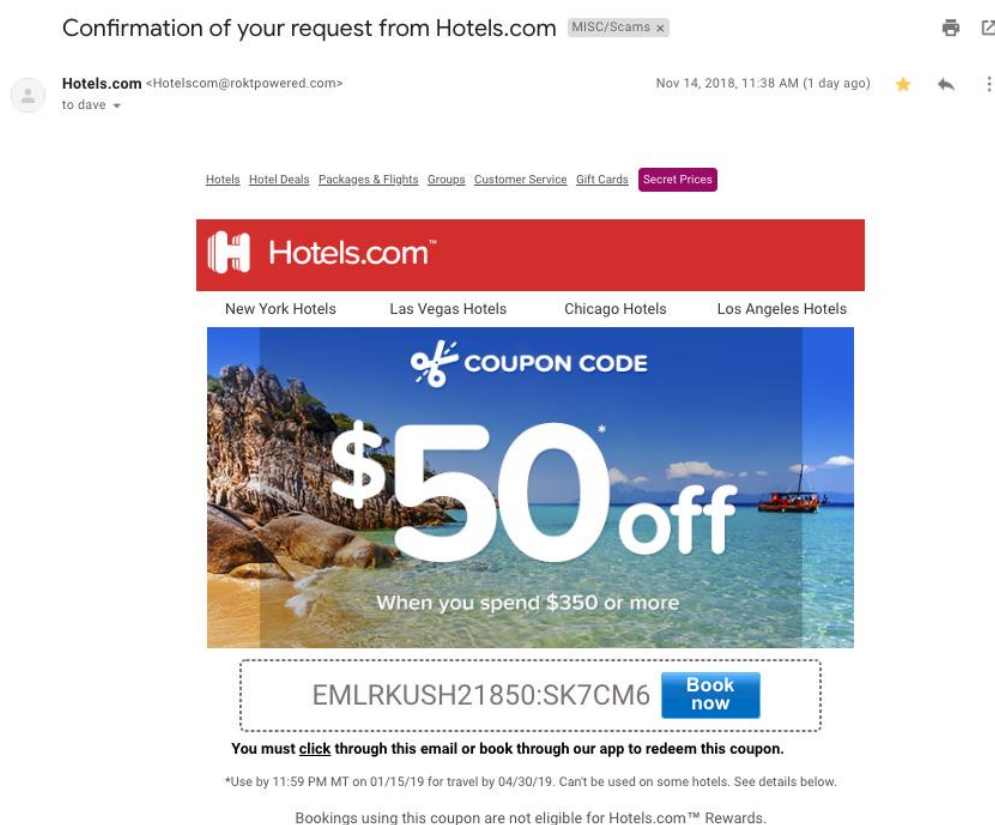 Confirmation of your request from Hotels.com MISC/Scams x
Hotels.com <Hotelscom@roktpowered.com> Nov 14, 2018, 11:38 AM (1 day ago)
to dave
Hotels Hotel Deals Packages & Flights Groups Customer Service Gift Cards Secret Prices
H Hotels.com™
New York Hotels Las Vegas Hotels Chicago Hotels Los Angeles Hotels
COUPON CODE
$50* off
When you spend $350 or more
EMLRKUSH21850:SK7CM6 Book now
You must click through this email or book through our app to redeem this coupon.
*Use by 11:59 PM MT on 01/15/19 for travel by 04/30/19. Can't be used on some hotels. See details below.
Bookings using this coupon are not eligible for Hotels.com™ Rewards.